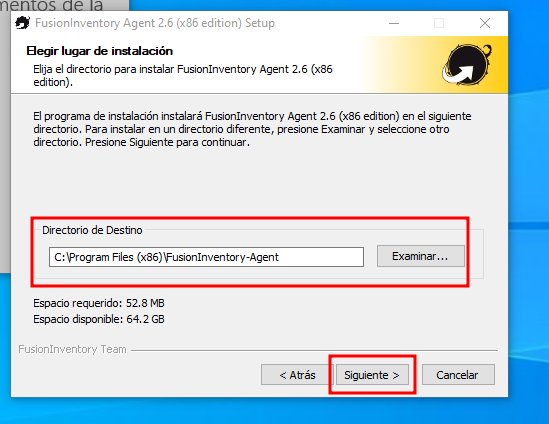 mentos de la
FusionInventory Agent 2.6 (x86 edition) Setup
Elegir lugar de instalación
Elija el directorio para instalar FusionInventory Agent 2.6 (x86
edition).
El programa de instalación instalará FusionInventory Agent 2.6 (x86 edition) en el siguiente
directorio. Para instalar en un directorio diferente, presione Examinar y seleccione otro
directorio. Presione Siguiente para continuar.
Directorio de Destino
C:\Program Files (x86)\FusionInventory-Agent
Examinar...
Espacio requerido: 52.8 MB
Espacio disponible: 64.2 GB
FusionInventory Team
< Atrás
Siguiente >
Cancelar